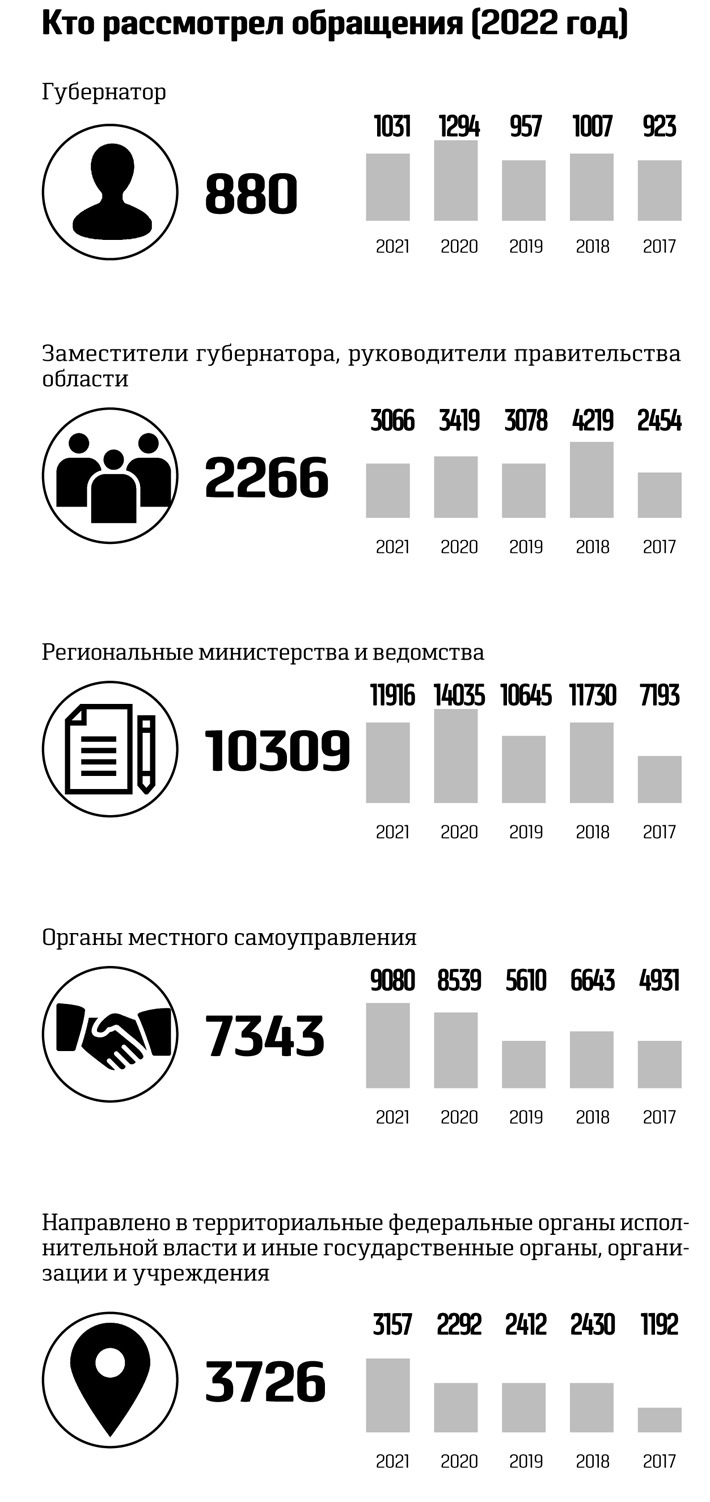 Кто рассмотрел обращения (2022 год)
Губернатор
880
1031 1294 957 1007 923
2021 2020 2019 2018 2017
Заместители губернатора, руководители правительства
области
2266
3066 3419 3078 4219 2454
2021 2020 2019 2018 2017
Региональные министерства и ведомства
10309
11916 14035 10645 11730 7193
2021 2020 2019 2018 2017
Органы местного самоуправления
7343
9080 8539 5610 6643 4931
2021 2020 2019 2018 2017
Направлено в территориальные федеральные органы испол-
нительной власти и иные государственные органы, органи-
зации и учреждения
3726
3157 2292 2412 2430 1192
2021 2020 2019 2018 2017